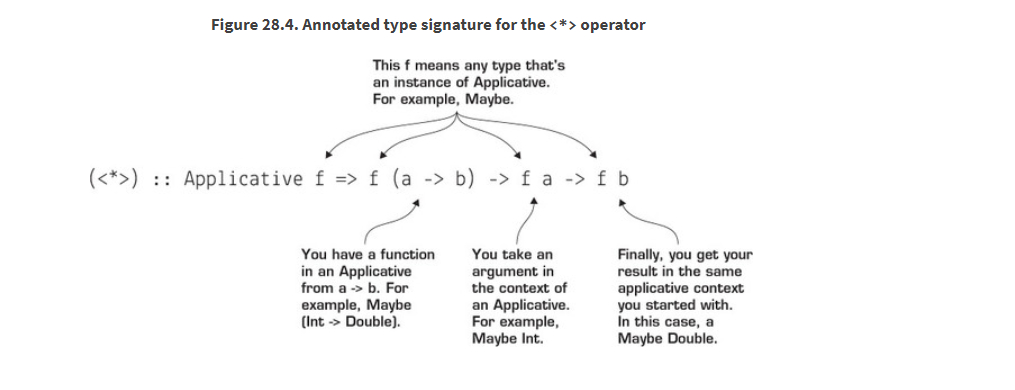 Figure 28.4. Annotated type signature for the <*> operator
This f means any type that's
an instance of Applicative.
For example, Maybe.
(<*>) :: Applicative f => f (a -> b) -> f a -> f b
You have a function
in an Applicative
from a -> b. For
example, Maybe
(Int -> Double).
You take an
argument in
the context of
an Applicative.
For example,
Maybe Int.
Finally, you get your
result in the same
applicative context
you started with.
In this case, a
Maybe Double.